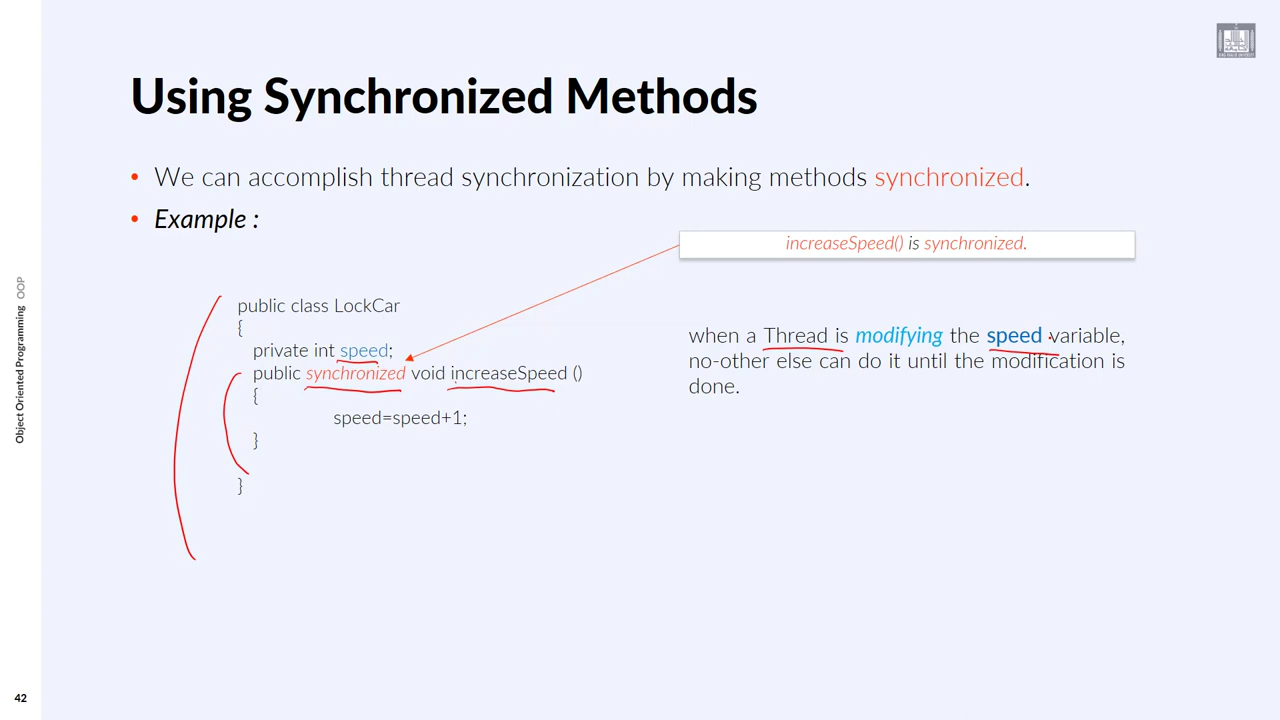 Using Synchronized Methods
• We can accomplish thread synchronization by making methods synchronized.
• Example :
increaseSpeed() is synchronized.
public class LockCar
{
private int speed;
public synchronized void increaseSpeed ()
{
speed=speed+1;
}
}
when a Thread is modifying the speed variable,
no-other else can do it until the modification is
done.
Object Oriented Programming OOP
42